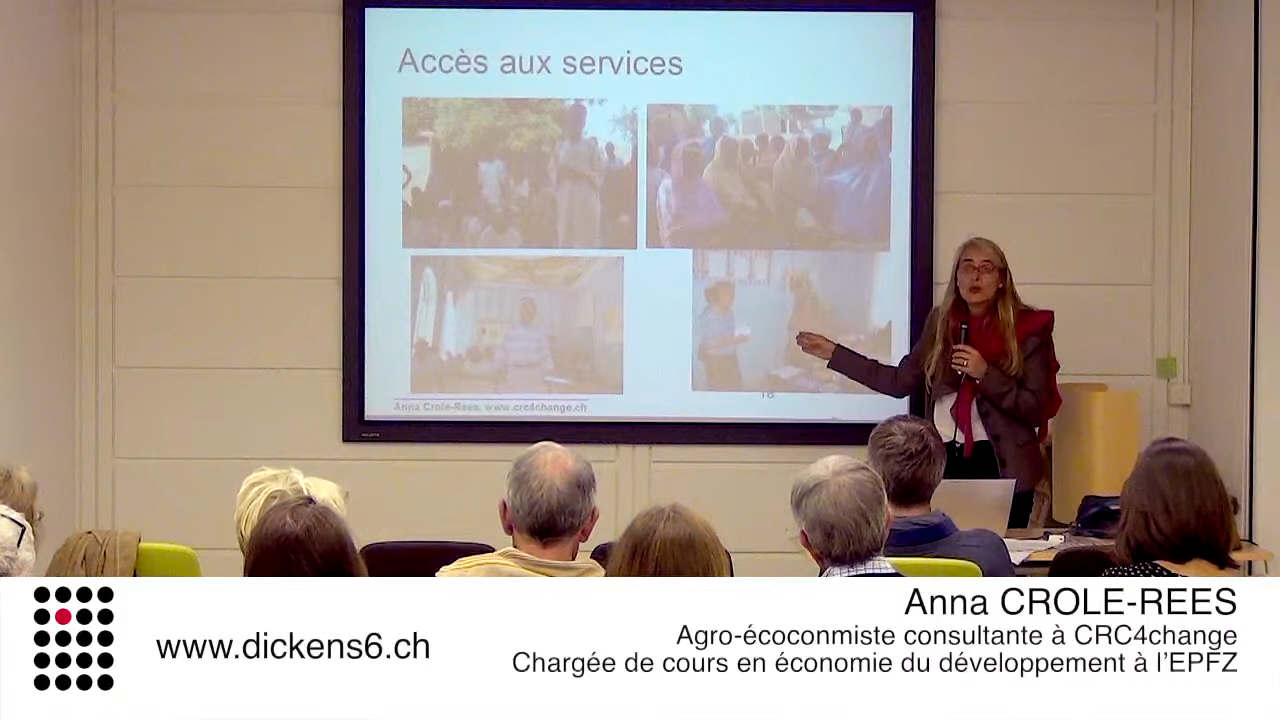 Accès aux services
Anna Crole-Rees, www.crc4change.ch
18
www.dickens6.ch
Anna CROLE-REES
Agro-écoconmiste consultante à CRC4change
Chargée de cours en économie du développement à l'EPFZ